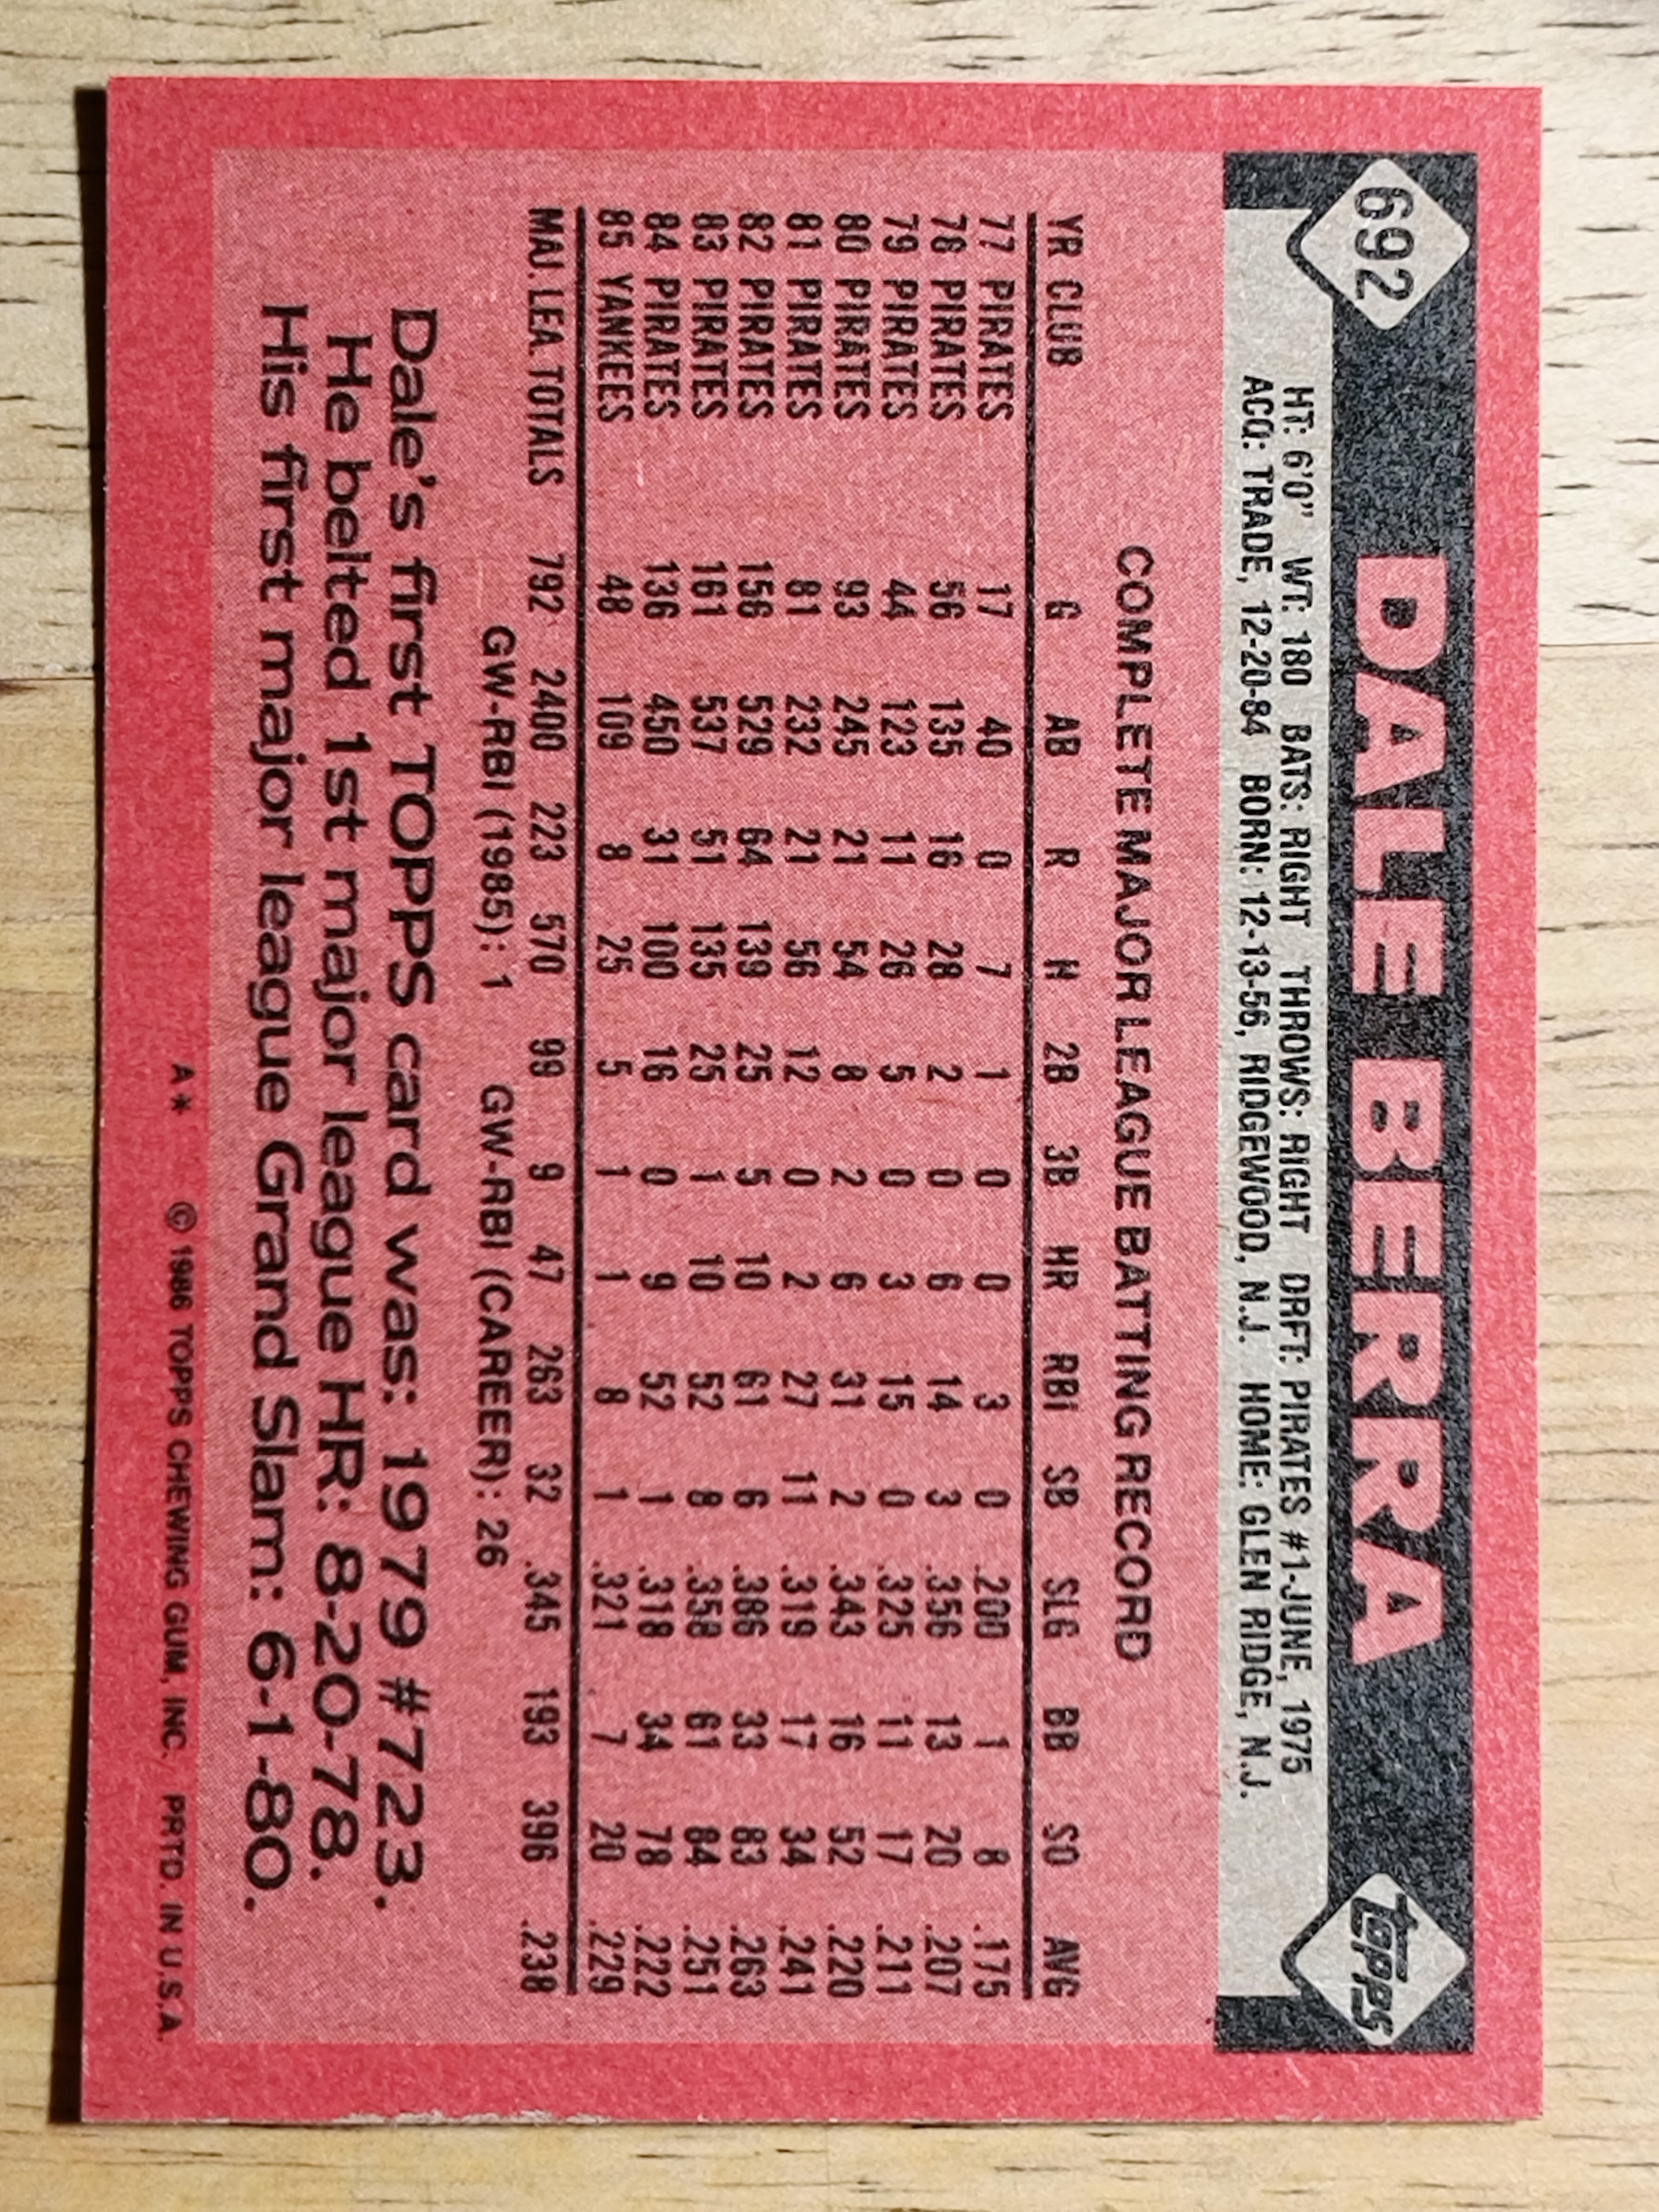 692 DALE BERRA topps
HT: 6'0" WT: 180 BATS: RIGHT THROWS: RIGHT DRFT: PIRATES #1-JUNE, 1975
ACQ: TRADE, 12-20-84 BORN: 12-13-56, RIDGEWOOD, N.J. HOME: GLEN RIDGE, N.J.
COMPLETE MAJOR LEAGUE BATTING RECORD
YR CLUB G AB R H 2B 3B HR RBI SB SLG BB SO AVG
77 PIRATES 17 40 0 7 1 0 0 3 0 .200 1 8 .175
78 PIRATES 56 135 16 28 2 0 6 14 3 .356 13 20 .207
79 PIRATES 44 123 11 26 5 0 3 15 0 .325 11 17 .211
80 PIRATES 93 245 21 54 8 2 6 31 2 .343 16 52 .220
81 PIRATES 81 232 21 56 12 0 2 27 11 .319 17 34 .241
82 PIRATES 156 529 64 139 25 5 10 61 6 .386 33 83 .263
83 PIRATES 161 537 51 135 25 1 10 52 8 .358 61 84 .251
84 PIRATES 136 450 31 100 16 0 9 52 1 .318 34 78 .222
85 YANKEES 48 109 8 25 5 1 1 8 1 .321 7 20 .229
MAJ. LEA. TOTALS 792 2400 223 570 99 9 47 263 32 .345 193 396 .238
GW-RBI (1985): 1 GW-RBI (CAREER): 26
Dale's first TOPPS card was: 1979 #723.
He belted 1st major league HR: 8-20-78.
His first major league Grand Slam: 6-1-80.
A* © 1986 TOPPS CHEWING GUM, INC. PRTD. IN U.S.A.